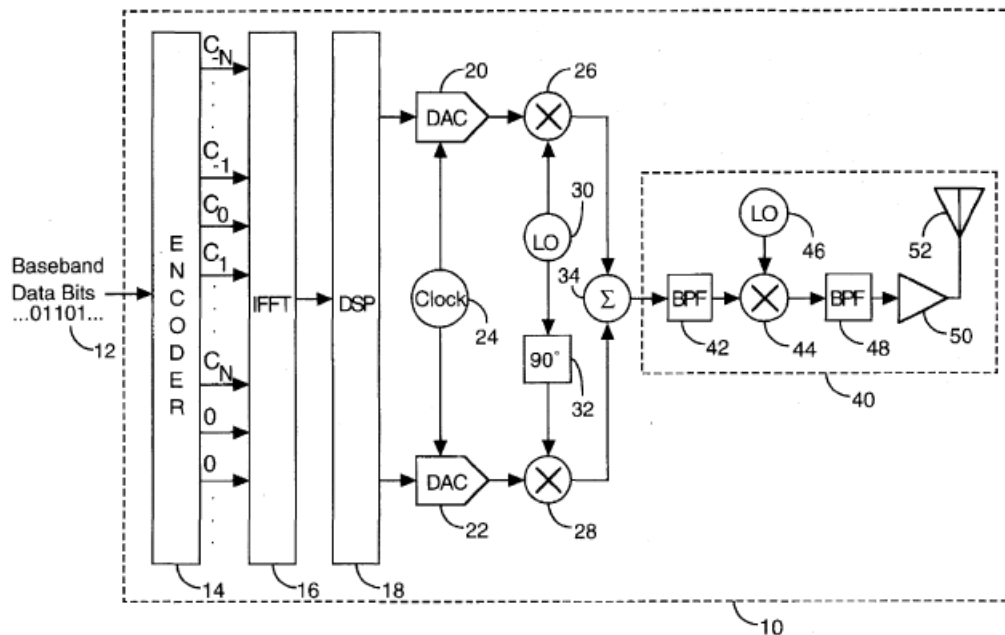 C-N
C-1
C0
C1
CN
0
0
Baseband
Data Bits
...01101...
12
ENCODER
14
IFFT
16
DSP
18
20
DAC
Clock
24
DAC
22
26
LO
30
90°
32
28
34
Σ
BPF
42
LO
46
44
BPF
48
50
52
40
10